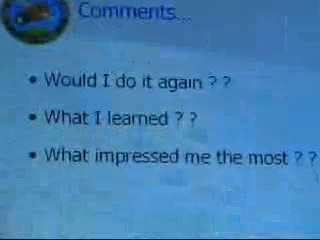 Comments...
• Would I do it again ? ?
• What I learned ? ?
• What impressed me the most ? ?